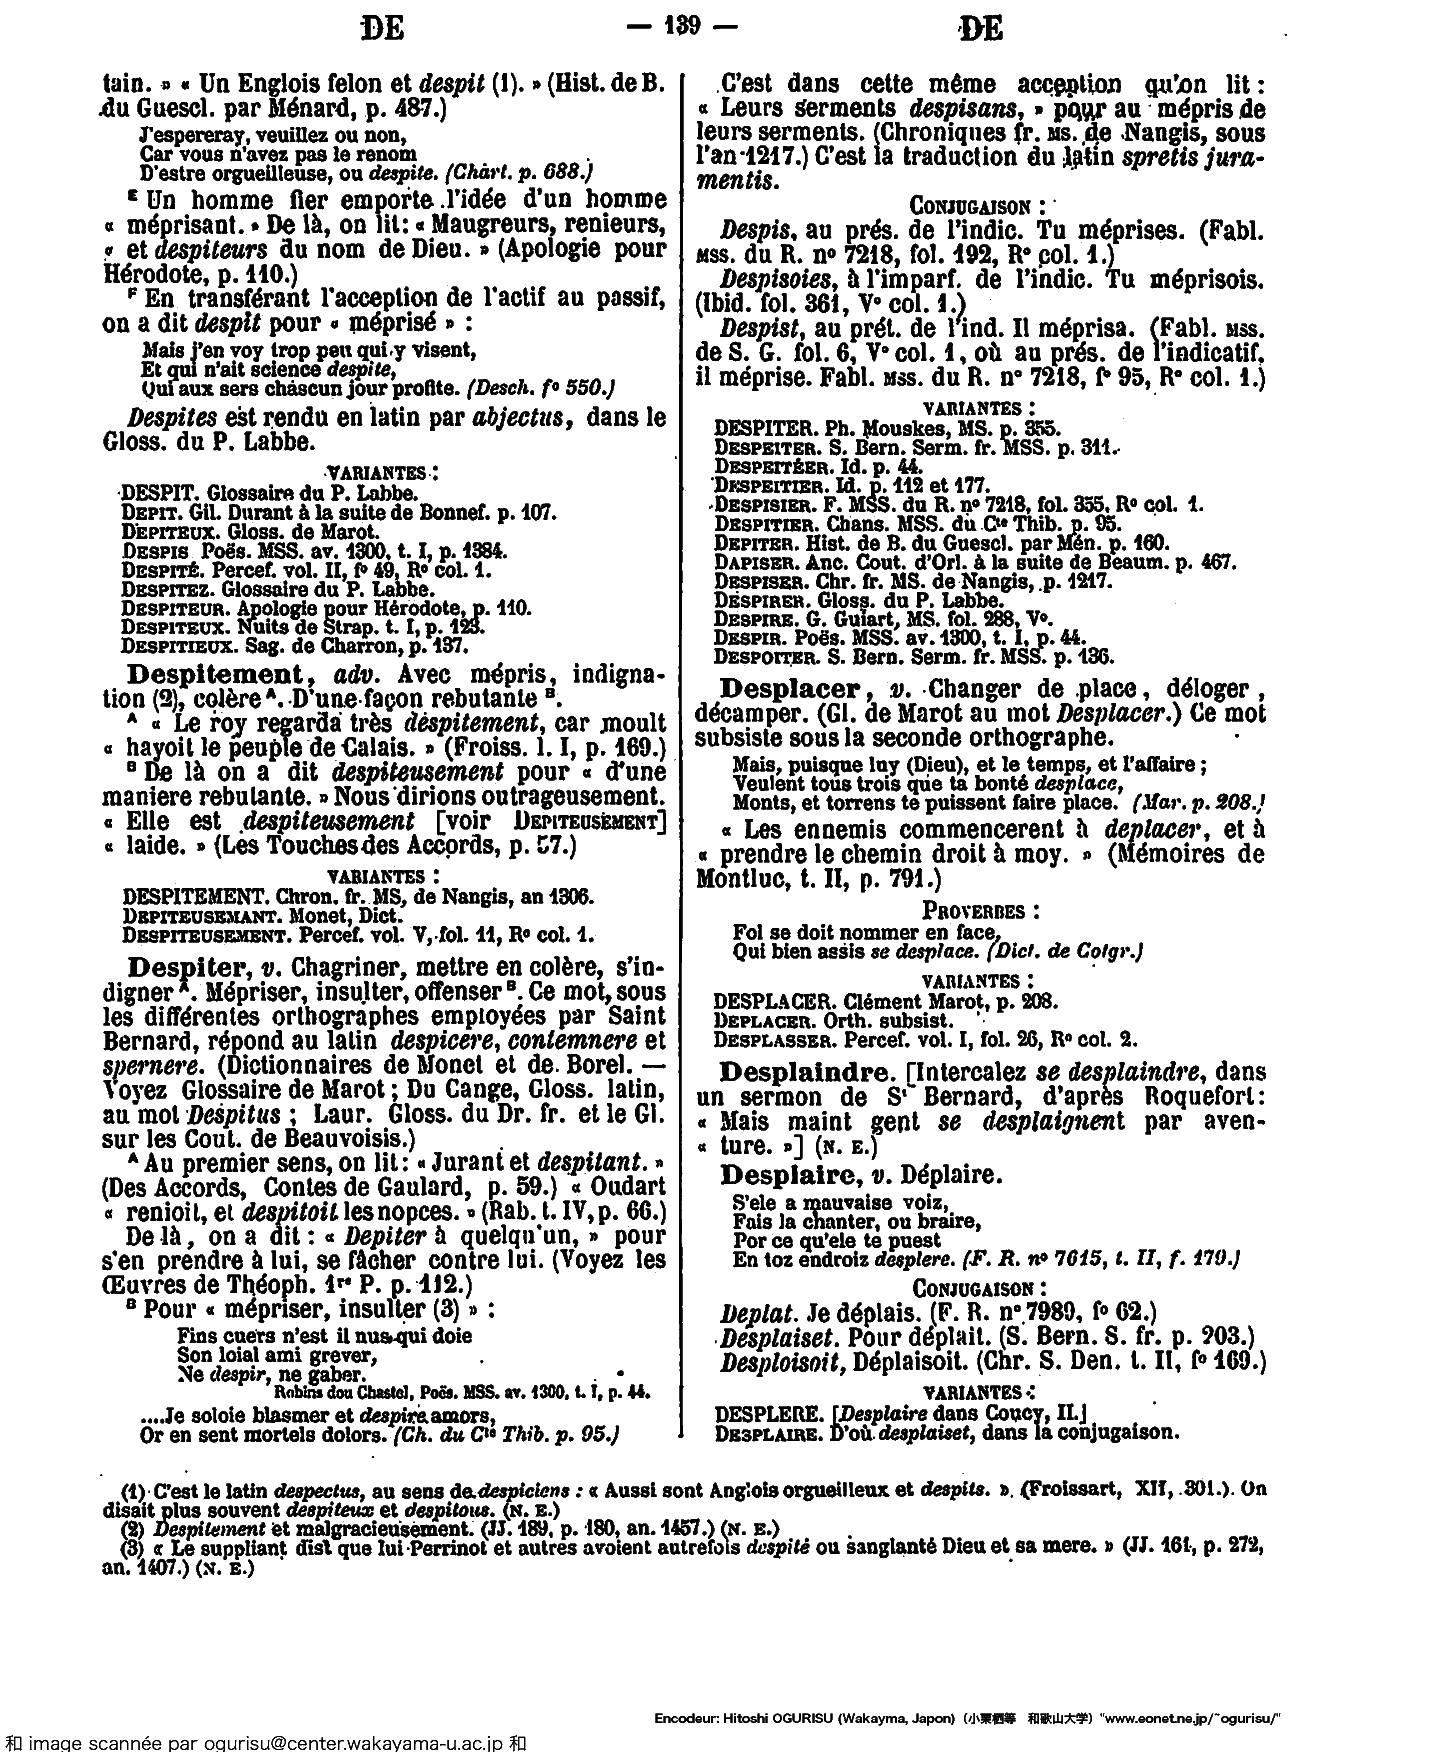 DE — 139 — DE
tain. » « Un Englois felon et despit (1). » (Hist. de B.
du Guescl. par Ménard, p. 487.)
J'espereray, veuillez ou non,
Car vous n'avez pas le renom
D'estre orgueilleuse, ou despite. (Chart. p. 688.)
E Un homme fier emporte l'idée d'un homme
« méprisant. » De là, on lit: « Maugreurs, renieurs,
« et despiteurs du nom de Dieu. » (Apologie pour
Hérodote, p. 110.)
F En transférant l'acception de l'actif au passif,
on a dit despit pour « méprisé » :
Mais j'en voy trop peu qui y visent,
Et qui n'ait science despite,
Qui aux sers chascun jour profite. (Desch. fº 550.)
Despites est rendu en latin par abjectus, dans le
Gloss. du P. Labbe.
VARIANTES :
DESPIT. Glossaire du P. Labbe.
DEPIT. Gil. Durant à la suite de Bonnef. p. 107.
DEPITEUX. Gloss. de Marot.
DESPIS Poës. MSS. av. 1300, t. I, p. 1384.
DESPITÉ. Percef. vol. II, fº 49, Rº col. 1.
DESPITEZ. Glossaire du P. Labbe.
DESPITEUR. Apologie pour Hérodote, p. 110.
DESPITEUX. Nuits de Strap. t. I, p. 123.
DESPITIEUX. Sag. de Charron, p. 137.
Despitement, adv. Avec mépris, indigna-
tion (2), colère A. D'une façon rebutante B.
A « Le roy regarda très despitement, car moult
« hayoit le peuple de Calais. » (Froiss. l. I, p. 169.)
B De là on a dit despiteusement pour « d'une
maniere rebutante. » Nous dirions outrageusement.
« Elle est despiteusement [voir DEPITEUSEMENT]
« laide. » (Les Touches des Accords, p. 57.)
VARIANTES :
DESPITEMENT. Chron. fr. MS, de Nangis, an 1306.
DEPITEUSEMANT. Monet, Dict.
DESPITEUSEMENT. Percef. vol. V, fol. 11, Rº col. 1.
Despiter, v. Chagriner, mettre en colère, s'in-
digner A. Mépriser, insulter, offenser B. Ce mot, sous
les différentes orthographes employées par Saint
Bernard, répond au latin despicere, contemnere et
spernere. (Dictionnaires de Monet et de Borel. —
Voyez Glossaire de Marot ; Du Cange, Gloss. latin,
au mot Despitus ; Laur. Gloss. du Dr. fr. et le Gl.
sur les Cout. de Beauvoisis.)
A Au premier sens, on lit : « Jurant et despitant. »
(Des Accords, Contes de Gaulard, p. 59.) « Oudart
« renioit, et despitoit les nopces. » (Rab. t. IV, p. 66.)
De là, on a dit : « Depiter à quelqu'un, » pour
s'en prendre à lui, se fâcher contre lui. (Voyez les
Œuvres de Théoph. 1re P. p. 112.)
B Pour « mépriser, insulter (3) » :
Fins cuers n'est il nus qui doie
Son loial ami grever,
Ne despir, ne gaber.
Robins dou Chastel, Poës. MSS. av. 1300, t. I, p. 44.
....Je soloie blasmer et despire amors,
Or en sent mortels dolors. (Ch. du Cte Thib. p. 95.)
C'est dans cette même acception qu'on lit :
« Leurs serments despisans, » pour au mépris de
leurs serments. (Chroniques fr. MS. de Nangis, sous
l'an 1217.) C'est la traduction du latin spretis jura-
mentis.
CONJUGAISON :
Despis, au prés. de l'indic. Tu méprises. (Fabl.
MSS. du R. nº 7218, fol. 192, Rº col. 1.)
Despisoies, à l'imparf. de l'indic. Tu méprisois.
(Ibid. fol. 361, Vº col. 1.)
Despist, au prét. de l'ind. Il méprisa. (Fabl. MSS.
de S. G. fol. 6, Vº col. 1, où au prés. de l'indicatif,
il méprise. Fabl. MSS. du R. nº 7218, fº 95, Rº col. 1.)
VARIANTES :
DESPITER. Ph. Mouskes, MS. p. 355.
DESPEITER. S. Bern. Serm. fr. MSS. p. 311.
DESPEITÉER. Id. p. 44.
DESPEITIER. Id. p. 112 et 177.
DESPISIER. F. MSS. du R. nº 7218, fol. 355, Rº col. 1.
DESPITIER. Chans. MSS. du Cte Thib. p. 95.
DEPITER. Hist. de B. du Guescl. par Mén. p. 160.
DAPISER. Anc. Cout. d'Orl. à la suite de Beaum. p. 467.
DESPISER. Chr. fr. MS. de Nangis, p. 1217.
DESPIRER. Gloss. du P. Labbe.
DESPIRE. G. Guiart, MS. fol. 288, Vº.
DESPIR. Poës. MSS. av. 1300, t. I, p. 44.
DESPOITER. S. Bern. Serm. fr. MSS. p. 136.
Desplacer, v. Changer de place, déloger,
décamper. (Gl. de Marot au mot Desplacer.) Ce mot
subsiste sous la seconde orthographe.
Mais, puisque luy (Dieu), et le temps, et l'affaire ;
Veulent tous trois que ta bonté desplace,
Monts, et torrens te puissent faire place. (Mar. p. 208.)
« Les ennemis commencerent à deplacer, et à
« prendre le chemin droit à moy. » (Mémoires de
Montluc, t. II, p. 791.)
PROVERBES :
Fol se doit nommer en face,
Qui bien assis se desplace. (Dict. de Cotgr.)
VARIANTES :
DESPLACER. Clément Marot, p. 208.
DEPLACER. Orth. subsist.
DESPLASSER. Percef. vol. I, fol. 26, Rº col. 2.
Desplaindre. [Intercalez se desplaindre, dans
un sermon de St Bernard, d'après Roquefort :
« Mais maint gent se desplaignent par aven-
« ture. »] (N. E.)
Desplaire, v. Déplaire.
S'ele a mauvaise voiz,
Fais la chanter, ou braire,
Por ce qu'ele te puest
En toz endroiz desplere. (F. R. nº 7615, t. II, f. 179.)
CONJUGAISON :
Deplat. Je déplais. (F. R. nº 7989, fº 62.)
Desplaiset. Pour déplait. (S. Bern. S. fr. p. 203.)
Desploisoit, Déplaisoit. (Chr. S. Den. t. II, fº 169.)
VARIANTES :
DESPLERE. [Desplaire dans Coucy, II.]
DESPLAIRE. D'où desplaiset, dans la conjugaison.
(1) C'est le latin despectus, au sens de despiciens : « Aussi sont Anglois orgueilleux et despits. ». (Froissart, XII, 301.). On
disait plus souvent despiteux et despitous. (N. E.)
(2) Despitement et malgracieusement. (JJ. 189, p. 180, an. 1457.) (N. E.)
(3) « Le suppliant dist que lui Perrinot et autres avoient autrefois despité ou sanglanté Dieu et sa mere. » (JJ. 161, p. 272,
an. 1407.) (N. E.)
Encodeur: Hitoshi OGURISU (Wakayma, Japon) (小栗栖等 和歌山大学) "www.eonet.ne.jp/~ogurisu/"
和 image scannée par ogurisu@center.wakayama-u.ac.jp 和